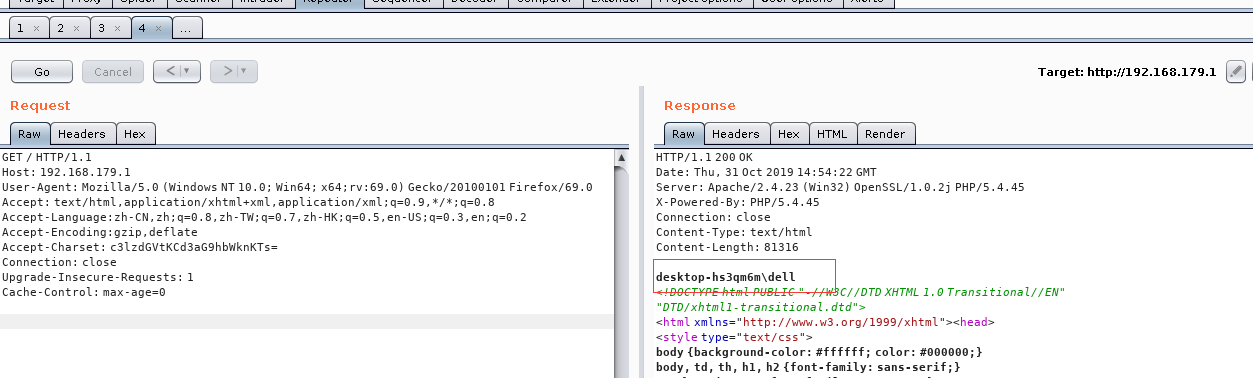 Target Proxy Spider Scanner Intruder Repeater Sequencer Decoder Comparer Extender Project options User options Alerts
1 × 2 × 3 × 4 × ...
Go Cancel < | ▼ > | ▼ Target: http://192.168.179.1
Request
Raw Headers Hex
GET / HTTP/1.1
Host: 192.168.179.1
User-Agent: Mozilla/5.0 (Windows NT 10.0; Win64; x64;rv:69.0) Gecko/20100101 Firefox/69.0
Accept: text/html,application/xhtml+xml,application/xml;q=0.9,*/*;q=0.8
Accept-Language:zh-CN,zh;q=0.8,zh-TW;q=0.7,zh-HK;q=0.5,en-US;q=0.3,en;q=0.2
Accept-Encoding:gzip,deflate
Accept-Charset: c3lzdGVtKCd3aG9hbWknKTs=
Connection: close
Upgrade-Insecure-Requests: 1
Cache-Control: max-age=0
Response
Raw Headers Hex HTML Render
HTTP/1.1 200 OK
Date: Thu, 31 Oct 2019 14:54:22 GMT
Server: Apache/2.4.23 (Win32) OpenSSL/1.0.2j PHP/5.4.45
X-Powered-By: PHP/5.4.45
Connection: close
Content-Type: text/html
Content-Length: 81316
desktop-hs3qm6m\dell
<!DOCTYPE html PUBLIC "-//W3C//DTD XHTML 1.0 Transitional//EN"
"DTD/xhtml1-transitional.dtd">
<html xmlns="http://www.w3.org/1999/xhtml"><head>
<style type="text/css">
body {background-color: #ffffff; color: #000000;}
body, td, th, h1, h2 {font-family: sans-serif;}